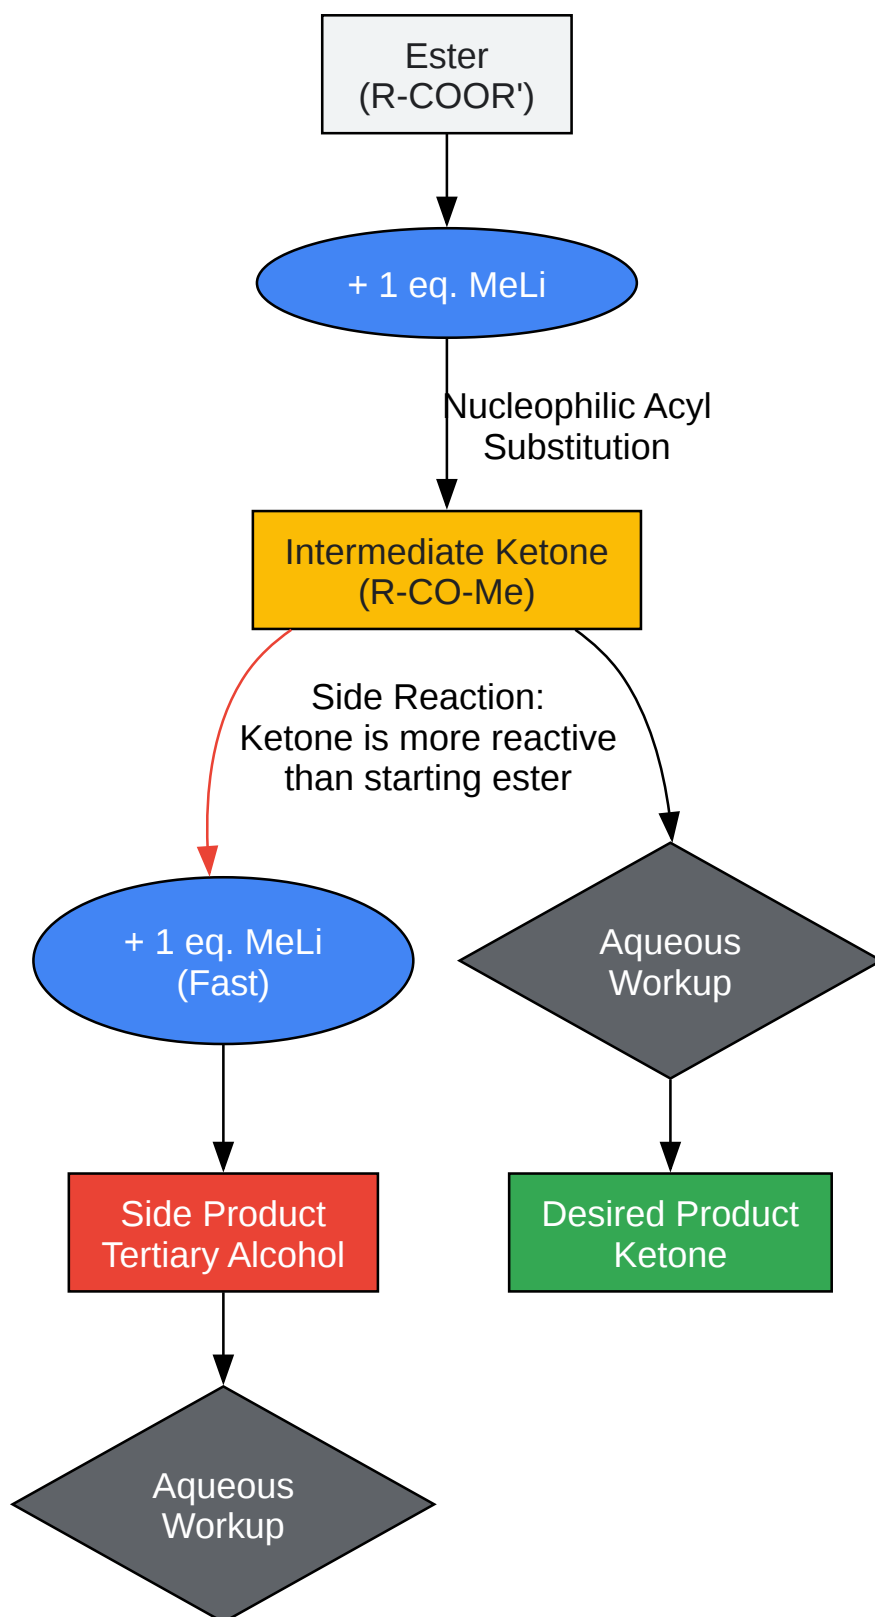 Ester
(R-COOR')
+ 1 eq. MeLi
Nucleophilic Acyl
Substitution
Intermediate Ketone
(R-CO-Me)
Side Reaction:
Ketone is more reactive
than starting ester
+ 1 eq. MeLi
(Fast)
Aqueous
Workup
Side Product
Tertiary Alcohol
Desired Product
Ketone
Aqueous
Workup